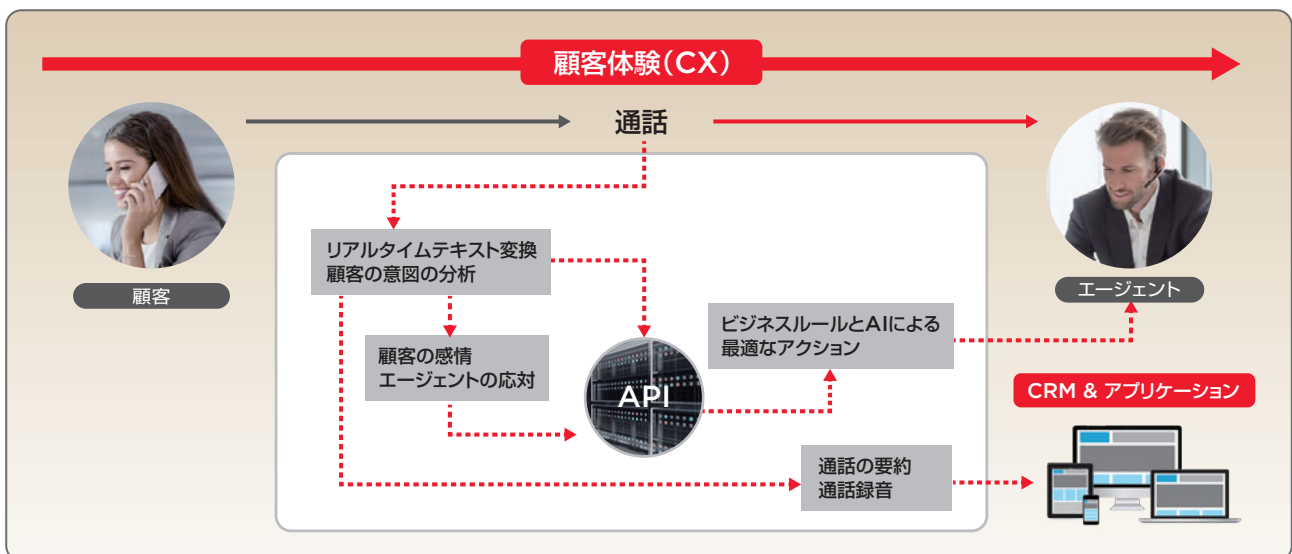 顧客体験（CX）
通話
顧客
エージェント
リアルタイムテキスト変換
顧客の意図の分析
顧客の感情
エージェントの応対
API
ビジネスルールとAIによる
最適なアクション
CRM & アプリケーション
通話の要約
通話録音